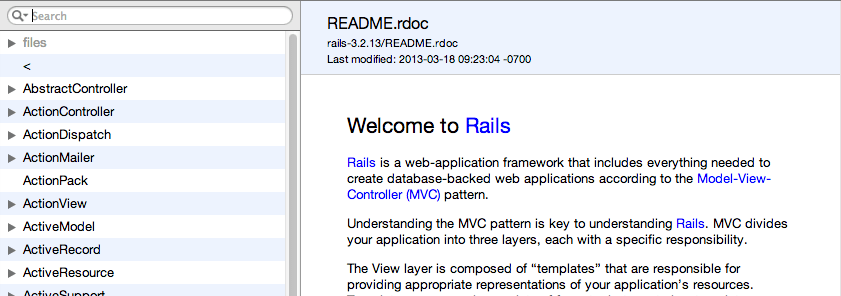 Search
files
<
AbstractController
ActionController
ActionDispatch
ActionMailer
ActionPack
ActionView
ActiveModel
ActiveRecord
ActiveResource
ActiveSupport
README.rdoc
rails-3.2.13/README.rdoc
Last modified: 2013-03-18 09:23:04 -0700
Welcome to Rails
Rails is a web-application framework that includes everything needed to
create database-backed web applications according to the Model-View-
Controller (MVC) pattern.
Understanding the MVC pattern is key to understanding Rails. MVC divides
your application into three layers, each with a specific responsibility.
The View layer is composed of “templates” that are responsible for
providing appropriate representations of your application’s resources.